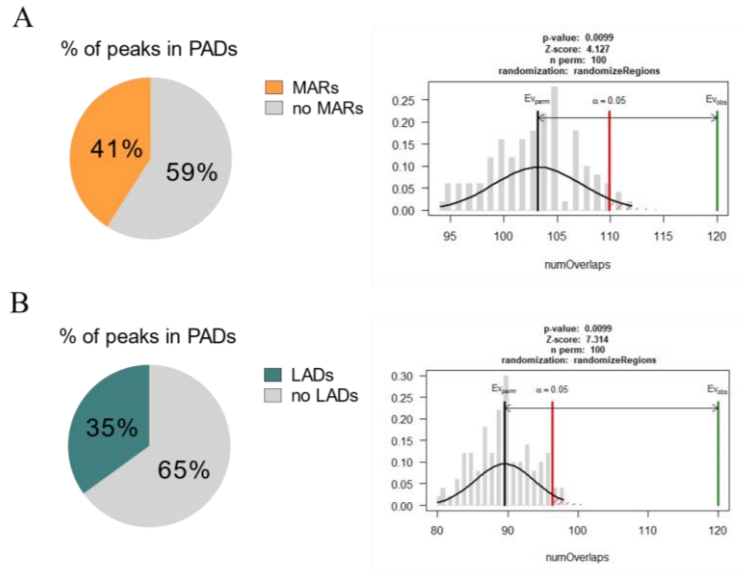 A
% of peaks in PADs
MARs
no MARs
41%
59%
p-value: 0.0099
Z-score: 4.127
n perm: 100
randomization: randomizeRegions
Evperm
α = 0.05
Evobs
0.25
0.20
0.15
0.10
0.05
0.00
95
100
105
110
115
120
numOverlaps
B
% of peaks in PADs
LADs
no LADs
35%
65%
p-value: 0.0099
Z-score: 7.314
n perm: 100
randomization: randomizeRegions
Evperm
α = 0.05
Evobs
0.30
0.25
0.20
0.15
0.10
0.05
0.00
80
90
100
110
120
numOverlaps